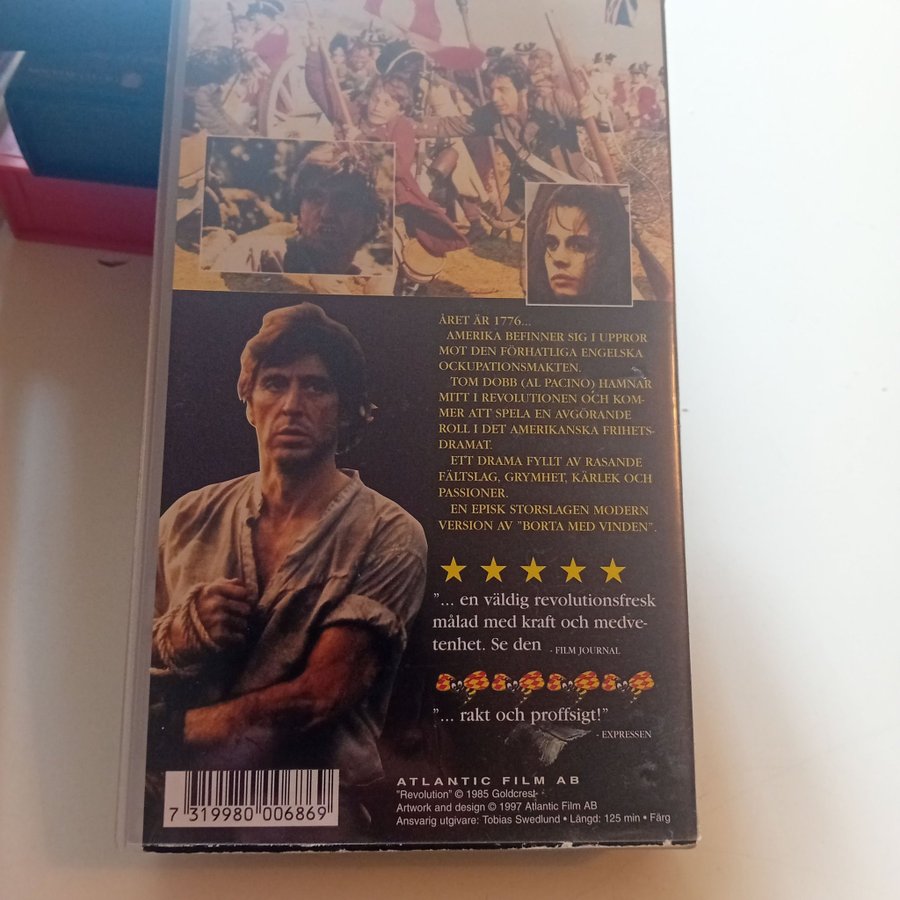 ÅRET ÄR 1776...
AMERIKA BEFINNER SIG I UPPROR
MOT DEN FÖRHATLIGA ENGELSKA
OCKUPATIONSMAKTEN.
TOM DOBB (AL PACINO) HAMNAR
MITT I REVOLUTIONEN OCH KOM-
MER ATT SPELA EN AVGÖRANDE
ROLL I DET AMERIKANSKA FRIHETS-
DRAMAT.
ETT DRAMA FYLLT AV RASANDE
FÄLTSLAG, GRYMHET, KÄRLEK OCH
PASSIONER.
EN EPISK STORSLAGEN MODERN
VERSION AV "BORTA MED VINDEN".
"... en väldig revolutionsfresk
målad med kraft och medve-
tenhet. Se den - FILM JOURNAL
"... rakt och proffsigt!"
- EXPRESSEN
ATLANTIC FILM AB
"Revolution" © 1985 Goldcrest
Artwork and design © 1997 Atlantic Film AB
Ansvarig utgivare: Tobias Swedlund • Längd: 125 min • Färg
7 319980 006869